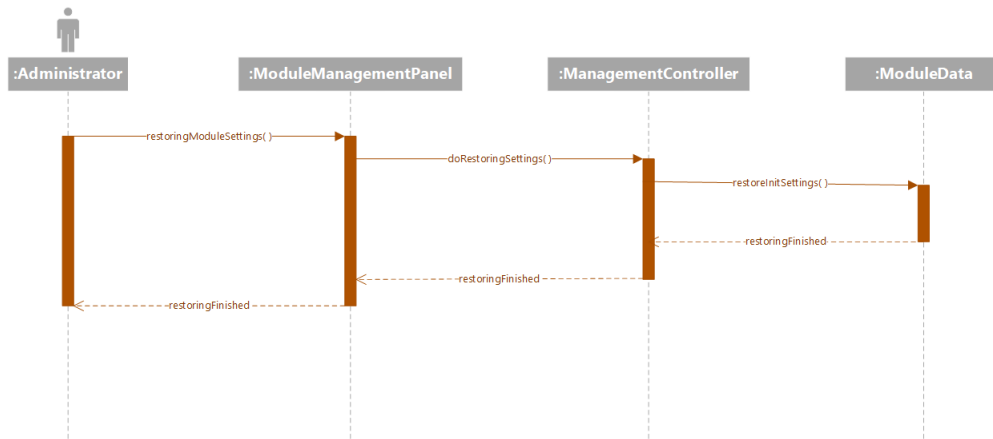 :Administrator
:ModuleManagementPanel
:ManagementController
:ModuleData
restoringModuleSettings( )
doRestoringSettings( )
restoreInitSettings( )
restoringFinished
restoringFinished
restoringFinished